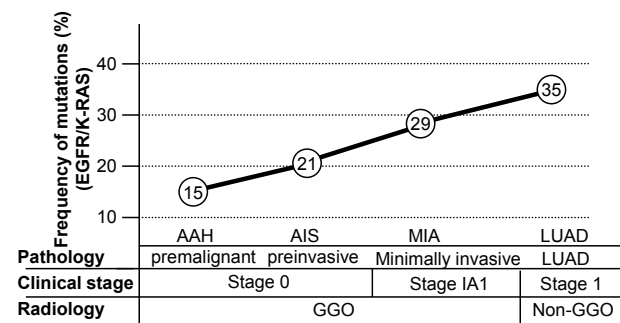 Frequency of mutations (%)
(EGFR/K-RAS)
40
30
20
10
15
21
29
35
AAH AIS MIA LUAD
Pathology premalignant preinvasive Minimally invasive LUAD
Clinical stage Stage 0 Stage IA1 Stage 1
Radiology GGO Non-GGO